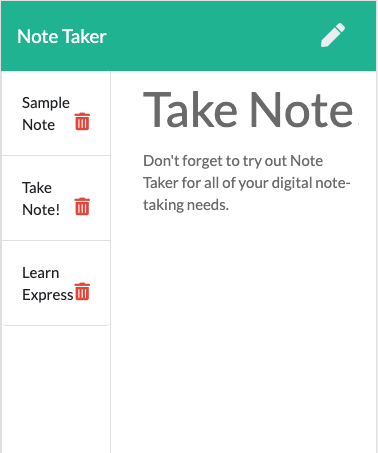 Note Taker
Sample
Note
Take
Note!
Learn
Express
Take Note
Don't forget to try out Note
Taker for all of your digital note-
taking needs.